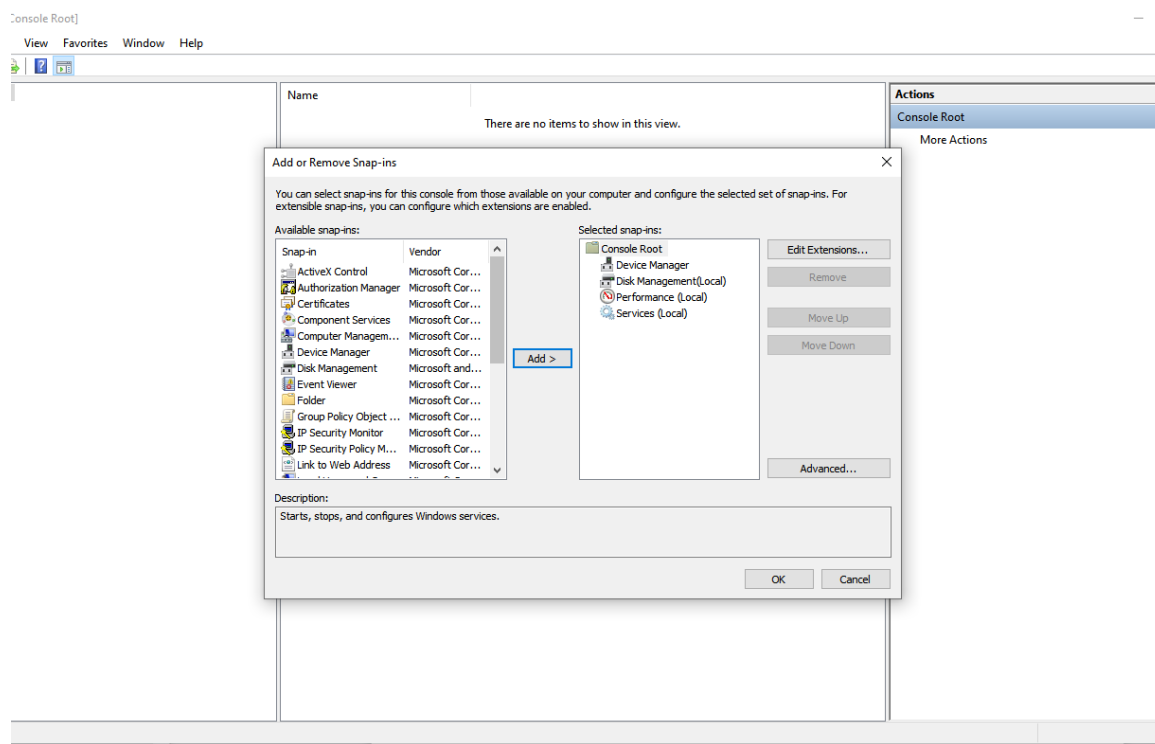 Console Root]
View Favorites Window Help
Name
There are no items to show in this view.
Actions
Console Root
More Actions
Add or Remove Snap-ins
You can select snap-ins for this console from those available on your computer and configure the selected set of snap-ins. For
extensible snap-ins, you can configure which extensions are enabled.
Available snap-ins:
Snap-in Vendor
ActiveX Control Microsoft Cor...
Authorization Manager Microsoft Cor...
Certificates Microsoft Cor...
Component Services Microsoft Cor...
Computer Managem... Microsoft Cor...
Device Manager Microsoft Cor...
Disk Management Microsoft and...
Event Viewer Microsoft Cor...
Folder Microsoft Cor...
Group Policy Object ... Microsoft Cor...
IP Security Monitor Microsoft Cor...
IP Security Policy M... Microsoft Cor...
Link to Web Address Microsoft Cor...
Add >
Selected snap-ins:
Console Root
Device Manager
Disk Management(Local)
Performance (Local)
Services (Local)
Edit Extensions...
Remove
Move Up
Move Down
Advanced...
Description:
Starts, stops, and configures Windows services.
OK Cancel